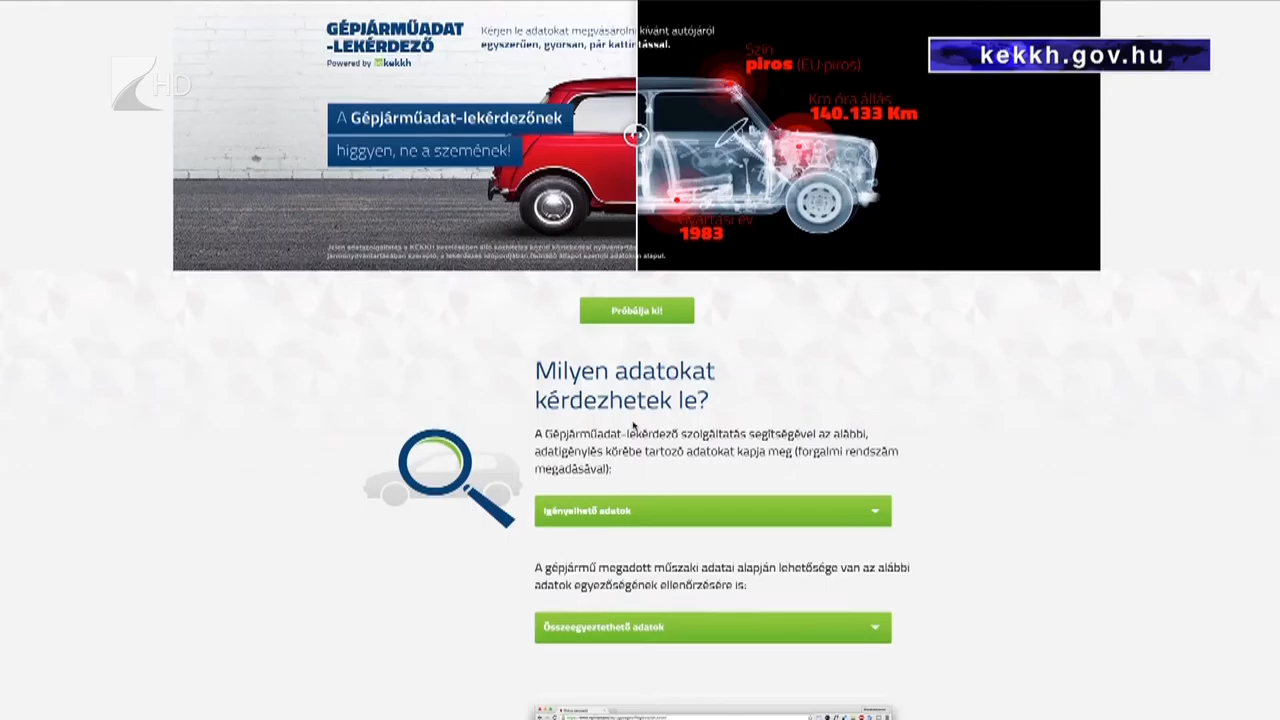 GÉPJÁRMŰADAT
-LEKÉRDEZŐ
Powered by kekkh
Kérjen le adatokat megvásárolni kívánt autójáról
egyszerűen, gyorsan, pár kattintással.
kekkh.gov.hu
HD
Szín
piros (EU piros)
Km óra állás
140.133 Km
A Gépjárműadat-lekérdezőnek
higgyen, ne a szemének!
Gyártási év
1983
Próbálja ki!
Milyen adatokat
kérdezhetek le?
A Gépjárműadat-lekérdező szolgáltatás segítségével az alábbi,
adatigénylés körébe tartozó adatokat kapja meg (forgalmi rendszám
megadásával):
Igényelhető adatok
A gépjármű megadott műszaki adatai alapján lehetősége van az alábbi
adatok egyezőségének ellenőrzésére is:
Összeegyeztethető adatok